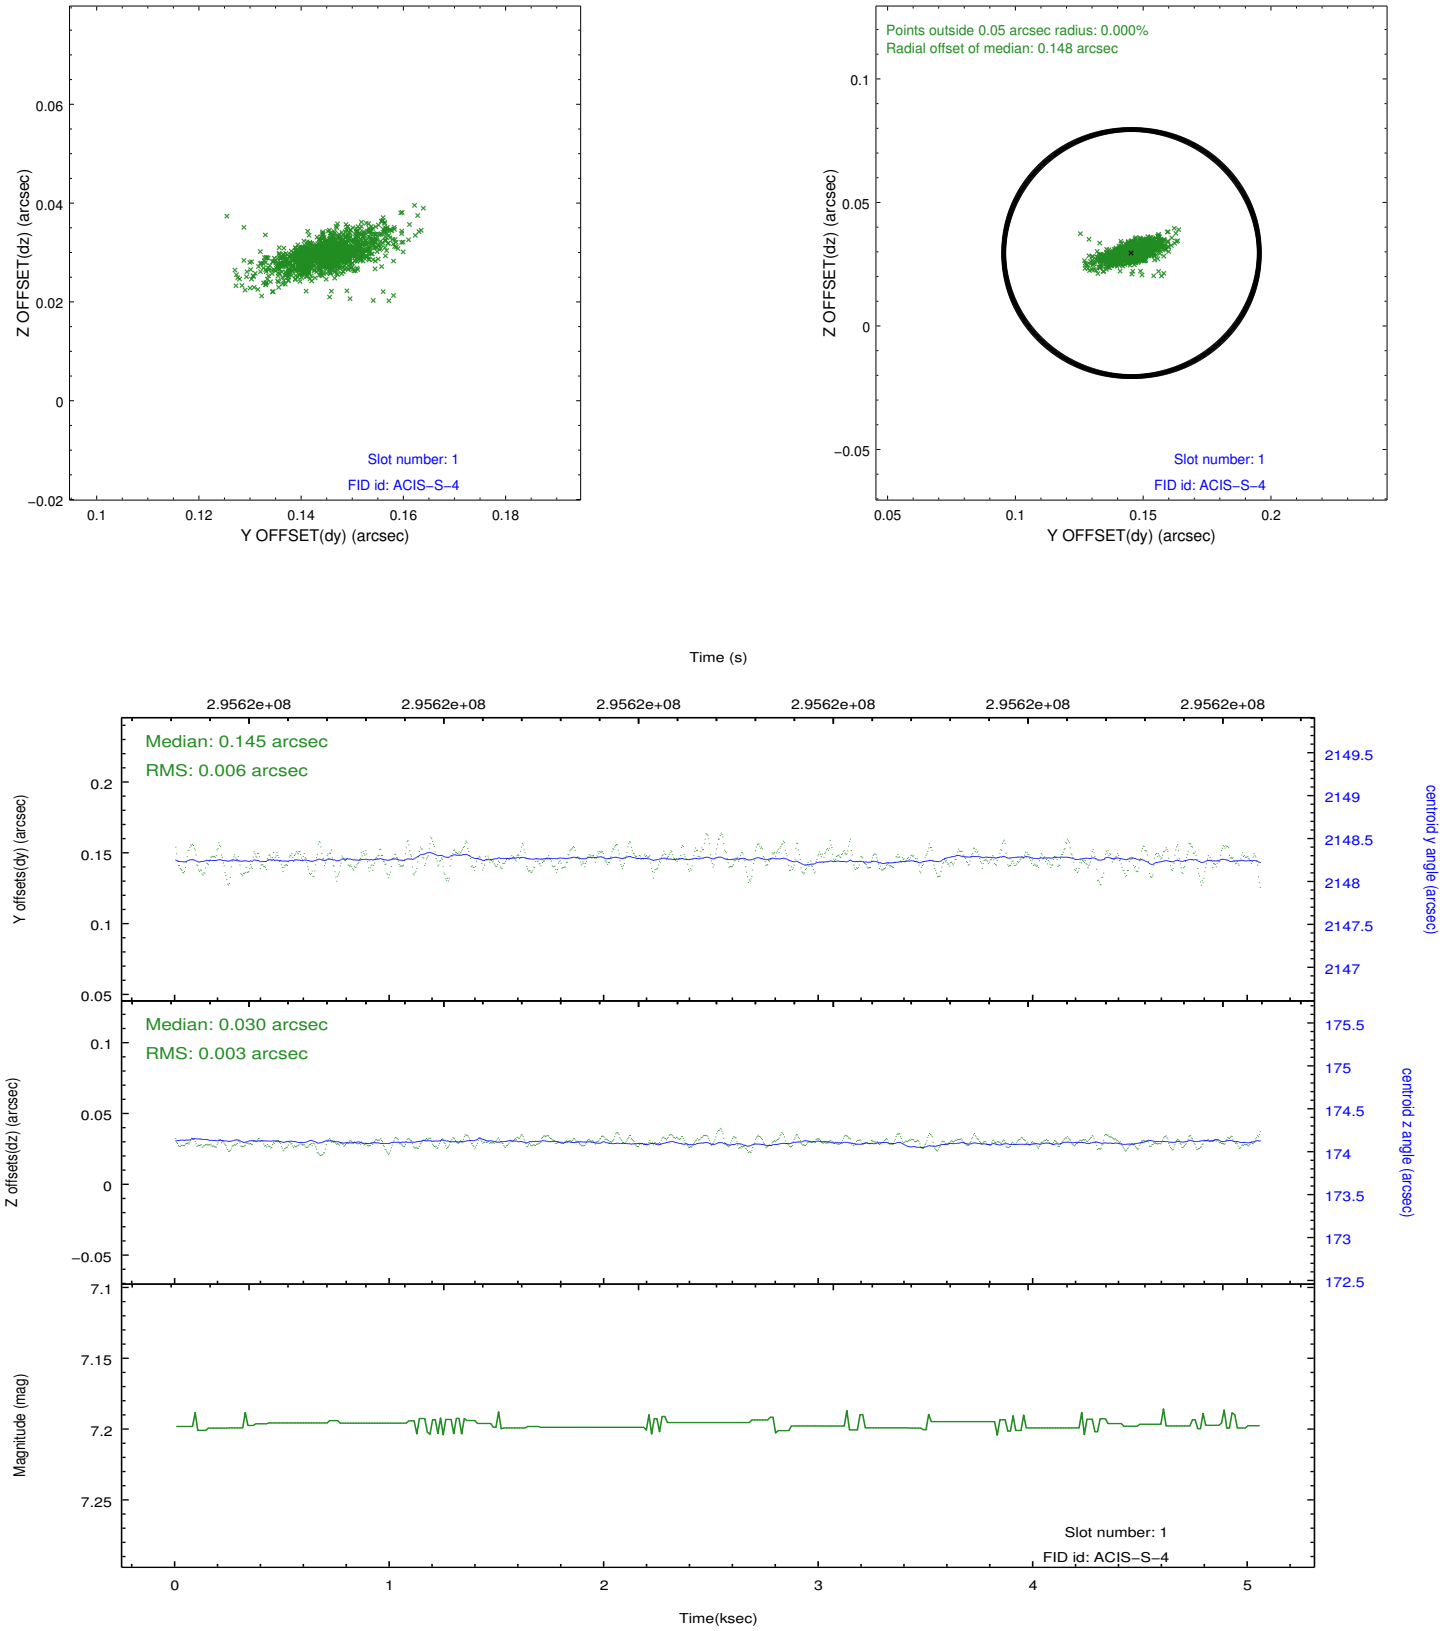 0.06
0.04
0.02
0
−0.02
Z OFFSET(dz) (arcsec)
Slot number: 1
FID id: ACIS−S−4
0.1 0.12 0.14 0.16 0.18
Y OFFSET(dy) (arcsec)
Points outside 0.05 arcsec radius: 0.000%
Radial offset of median: 0.148 arcsec
0.1
0.05
0
−0.05
Z OFFSET(dz) (arcsec)
Slot number: 1
FID id: ACIS−S−4
0.05 0.1 0.15 0.2
Y OFFSET(dy) (arcsec)
Time (s)
2.9562e+08 2.9562e+08 2.9562e+08 2.9562e+08 2.9562e+08 2.9562e+08
Median: 0.145 arcsec
RMS: 0.006 arcsec
0.2
0.15
0.1
0.05
Y offsets(dy) (arcsec)
2149.5
2149
2148.5
2148
2147.5
2147
centroid y angle (arcsec)
Median: 0.030 arcsec
RMS: 0.003 arcsec
0.1
0.05
0
−0.05
Z offsets(dz) (arcsec)
175.5
175
174.5
174
173.5
173
172.5
centroid z angle (arcsec)
7.1
7.15
7.2
7.25
Magnitude (mag)
Slot number: 1
FID id: ACIS−S−4
0 1 2 3 4 5
Time(ksec)